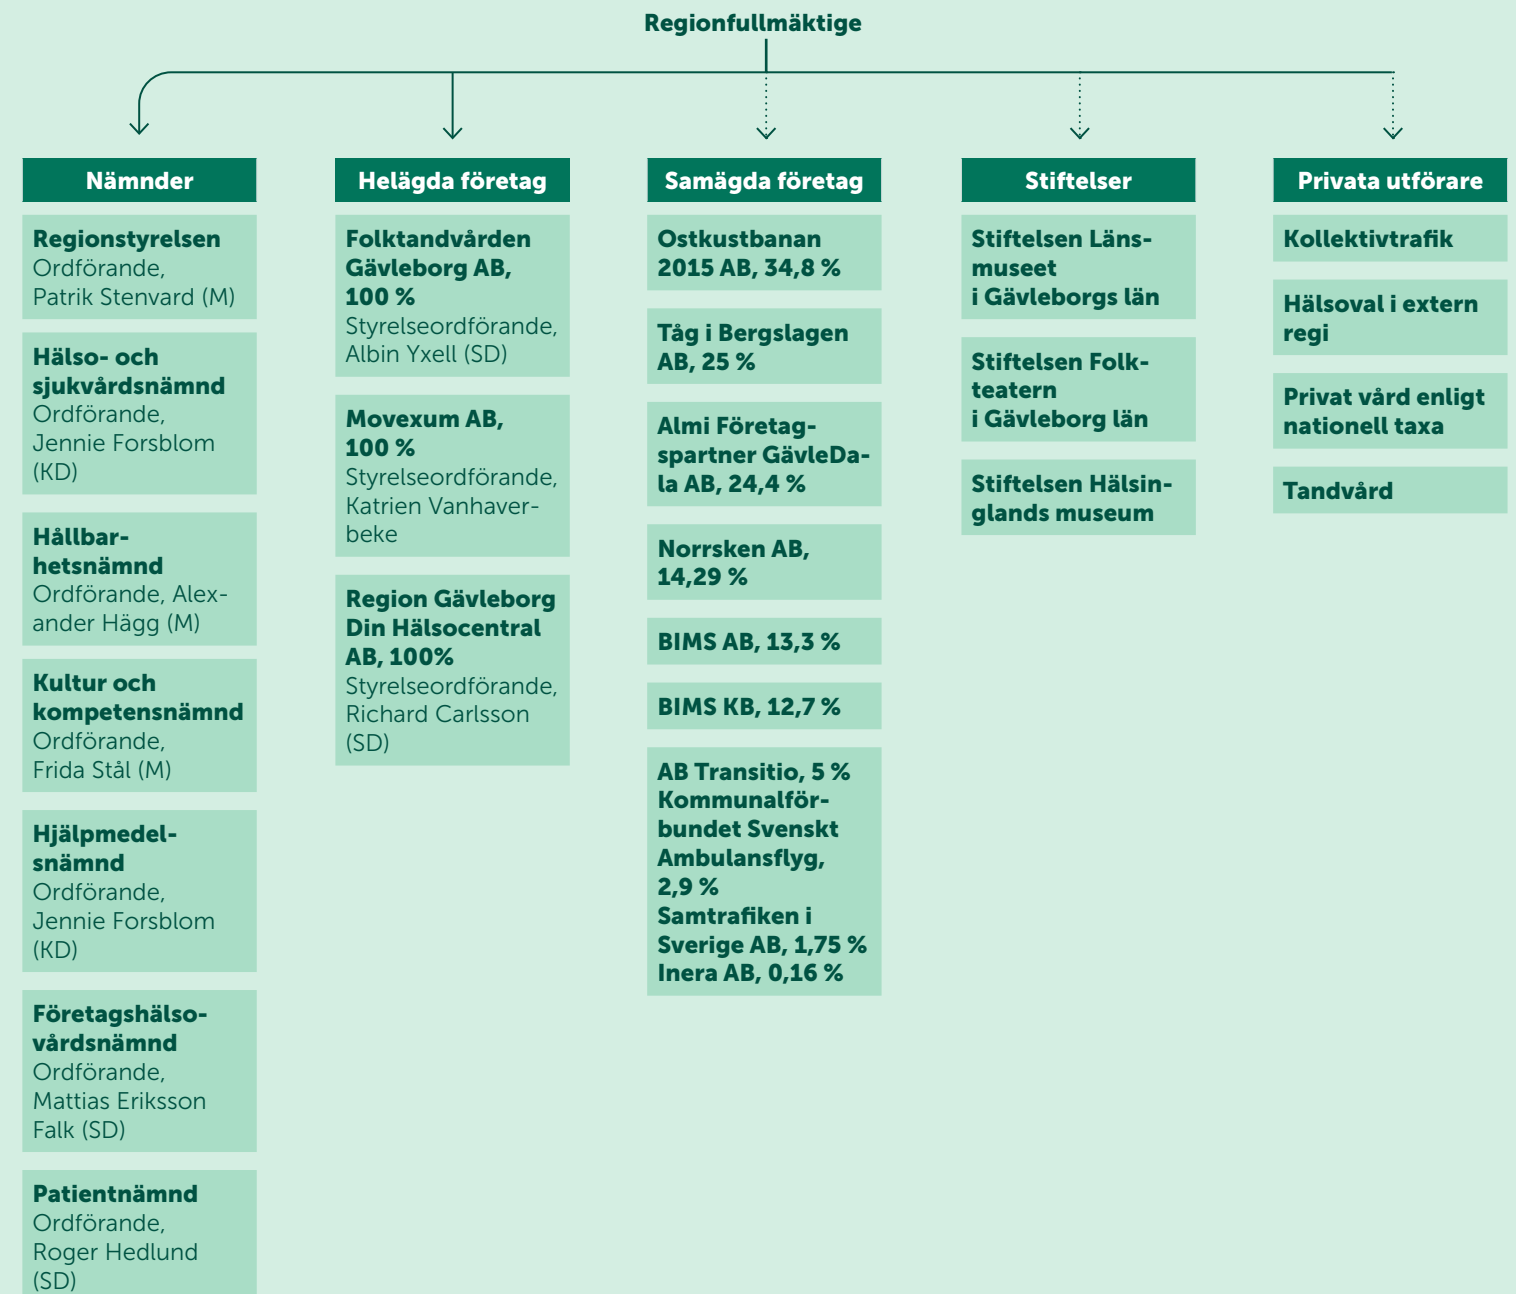 Regionfullmäktige
Nämnder
Regionstyrelsen
Ordförande,
Patrik Stenvard (M)
Hälso- och
sjukvårdsnämnd
Ordförande,
Jennie Forsblom
(KD)
Hållbar-
hetsnämnd
Ordförande, Alex-
ander Hägg (M)
Kultur och
kompetensnämnd
Ordförande,
Frida Stål (M)
Hjälpmedel-
snämnd
Ordförande,
Jennie Forsblom
(KD)
Företagshälso-
vårdsnämnd
Ordförande,
Mattias Eriksson
Falk (SD)
Patientnämnd
Ordförande,
Roger Hedlund
(SD)
Helägda företag
Folktandvården
Gävleborg AB,
100 %
Styrelseordförande,
Albin Yxell (SD)
Movexum AB,
100 %
Styrelseordförande,
Katrien Vanhaver-
beke
Region Gävleborg
Din Hälsocentral
AB, 100%
Styrelseordförande,
Richard Carlsson
(SD)
Samägda företag
Ostkustbanan
2015 AB, 34,8 %
Tåg i Bergslagen
AB, 25 %
Almi Företag-
spartner GävleDa-
la AB, 24,4 %
Norrsken AB,
14,29 %
BIMS AB, 13,3 %
BIMS KB, 12,7 %
AB Transitio, 5 %
Kommunalför-
bundet Svenskt
Ambulansflyg,
2,9 %
Samtrafiken i
Sverige AB, 1,75 %
Inera AB, 0,16 %
Stiftelser
Stiftelsen Läns-
museet
i Gävleborgs län
Stiftelsen Folk-
teatern
i Gävleborg län
Stiftelsen Hälsin-
glands museum
Privata utförare
Kollektivtrafik
Hälsoval i extern
regi
Privat vård enligt
nationell taxa
Tandvård